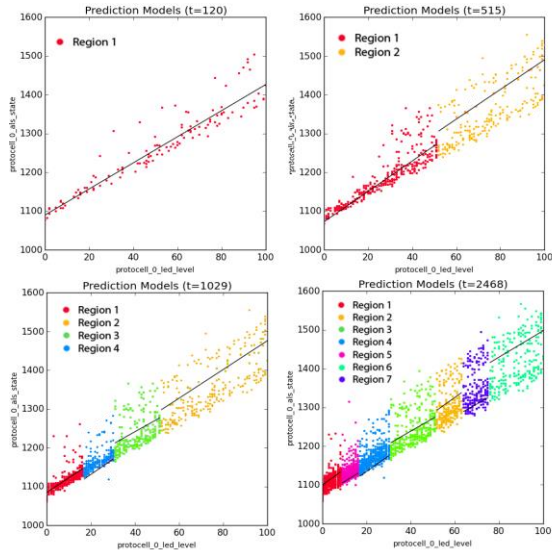 Prediction Models (t=120)
Region 1
1600
1500
1400
1300
1200
1100
1000
0 20 40 60 80 100
protocell_0_als_state
protocell_0_led_level
Prediction Models (t=515)
Region 1
Region 2
1600
1500
1400
1300
1200
1100
1000
0 20 40 60 80 100
protocell_0_led_level
Prediction Models (t=1029)
Region 1
Region 2
Region 3
Region 4
1600
1500
1400
1300
1200
1100
1000
0 20 40 60 80 100
protocell_0_als_state
protocell_0_led_level
Prediction Models (t=2468)
Region 1
Region 2
Region 3
Region 4
Region 5
Region 6
Region 7
1600
1500
1400
1300
1200
1100
1000
0 20 40 60 80 100
protocell_0_als_state
protocell_0_led_level